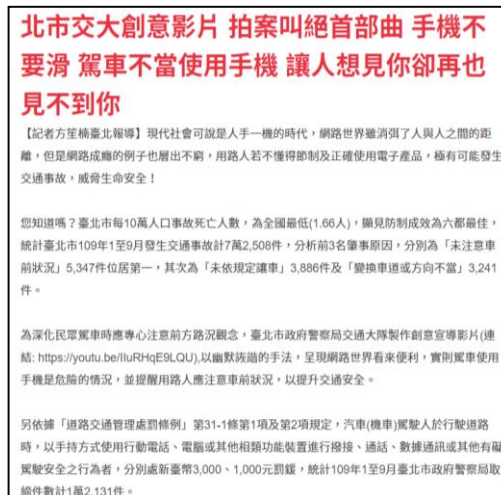 北市交大創意影片 拍案叫絕首部曲 手機不
要滑 駕車不當使用手機 讓人想見你卻再也
見不到你
【記者方笙楠臺北報導】現代社會可說是人手一機的時代，網路世界雖消弭了人與人之間的距
離，但是網路成癮的例子也層出不窮，用路人若不懂得節制及正確使用電子產品，極有可能發生
交通事故，威脅生命安全！
您知道嗎？臺北市每10萬人口事故死亡人數，為全國最低(1.66人)，顯見防制成效為六都最佳，
統計臺北市109年1至9月發生交通事故計7萬2,508件，分析前3名肇事原因，分別為「未注意車
前狀況」5,347件位居第一，其次為「未依規定讓車」3,886件及「變換車道或方向不當」3,241
件。
為深化民眾駕車時應專心注意前方路況觀念，臺北市政府警察局交通大隊製作創意宣導影片(連
結: https://youtu.be/IIuRHqE9LQU),以幽默詼諧的手法，呈現網路世界看來便利，實則駕車使用
手機是危險的情況，並提醒用路人應注意車前狀況，以提升交通安全。
另依據「道路交通管理處罰條例」第31-1條第1項及第2項規定，汽車(機車)駕駛人於行駛道路
時，以手持方式使用行動電話、電腦或其他相類功能裝置進行撥接、通話、數據通訊或其他有礙
駕駛安全之行為者，分別處新臺幣3,000、1,000元罰鍰，統計109年1至9月臺北市政府警察局取
締件數計1萬2,131件。